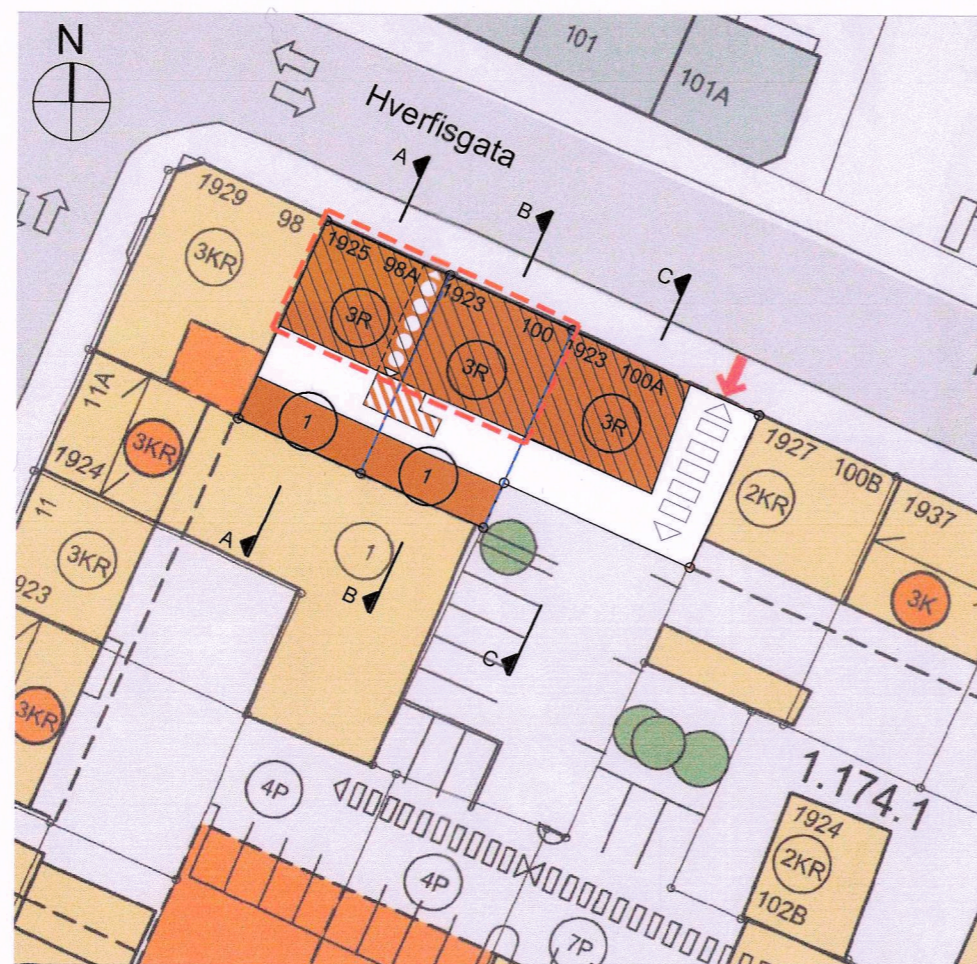 N
101
101A
Hverfisgata
A
B
C
1929
98
3KR
1925
98A
3R
1923
100
3R
1923
100A
3R
11A
1924
3KR
1
1
1
1927
100B
2KR
1937
3K
11
3KR
923
A
B
C
3KR
1.174.1
4P
4P
7P
1924
2KR
102B